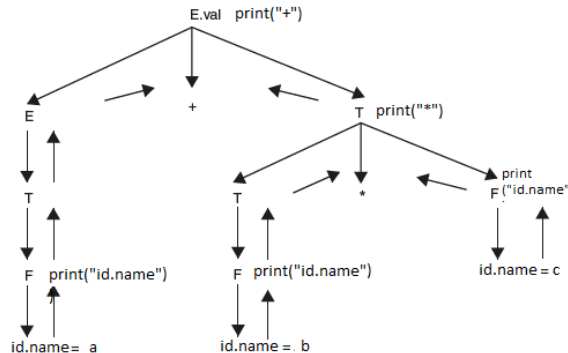 E.val print("+")
E
+
T print("*")
T
T
*
print
F ("id.name"
F print("id.name")
)
F print("id.name")
id.name = c
id.name= a
id.name = b